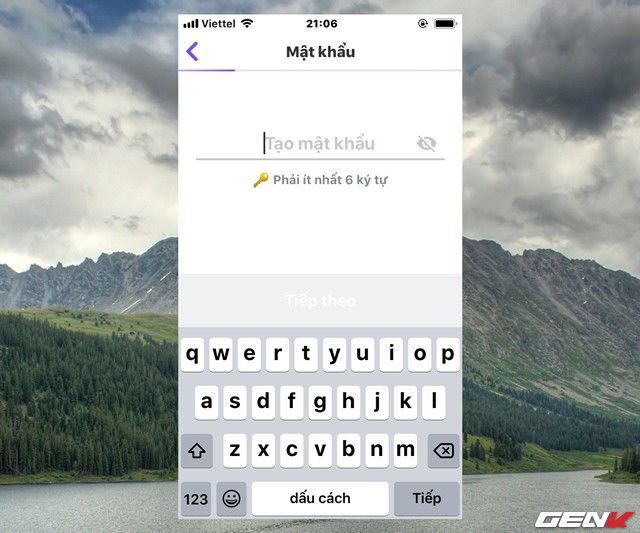 Viettel 21:06
Mật khẩu
Tạo mật khẩu
Phải ít nhất 6 ký tự
Tiếp theo
q w e r t y u i o p
a s d f g h j k l
z x c v b n m
123 dấu cách Tiếp
GENK